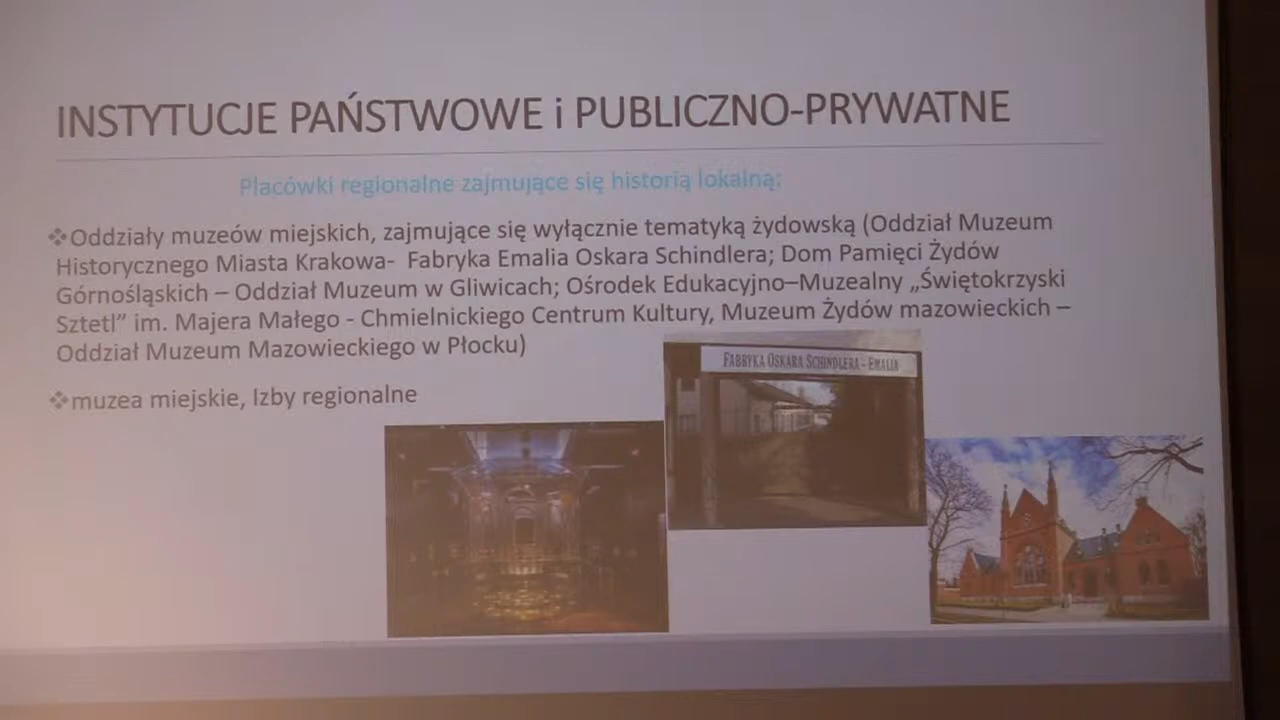 INSTYTUCJE PAŃSTWOWE i PUBLICZNO-PRYWATNE
Placówki regionalne zajmujące się historią lokalną:
❖Oddziały muzeów miejskich, zajmujące się wyłącznie tematyką żydowską (Oddział Muzeum
Historycznego Miasta Krakowa- Fabryka Emalia Oskara Schindlera; Dom Pamięci Żydów
Górnośląskich – Oddział Muzeum w Gliwicach; Ośrodek Edukacyjno–Muzealny „Świętokrzyski
Sztetl” im. Majera Małego - Chmielnickiego Centrum Kultury, Muzeum Żydów mazowieckich –
Oddział Muzeum Mazowieckiego w Płocku)
FABRYKA OSKARA SCHINDLERA - EMALIA
❖muzea miejskie, Izby regionalne